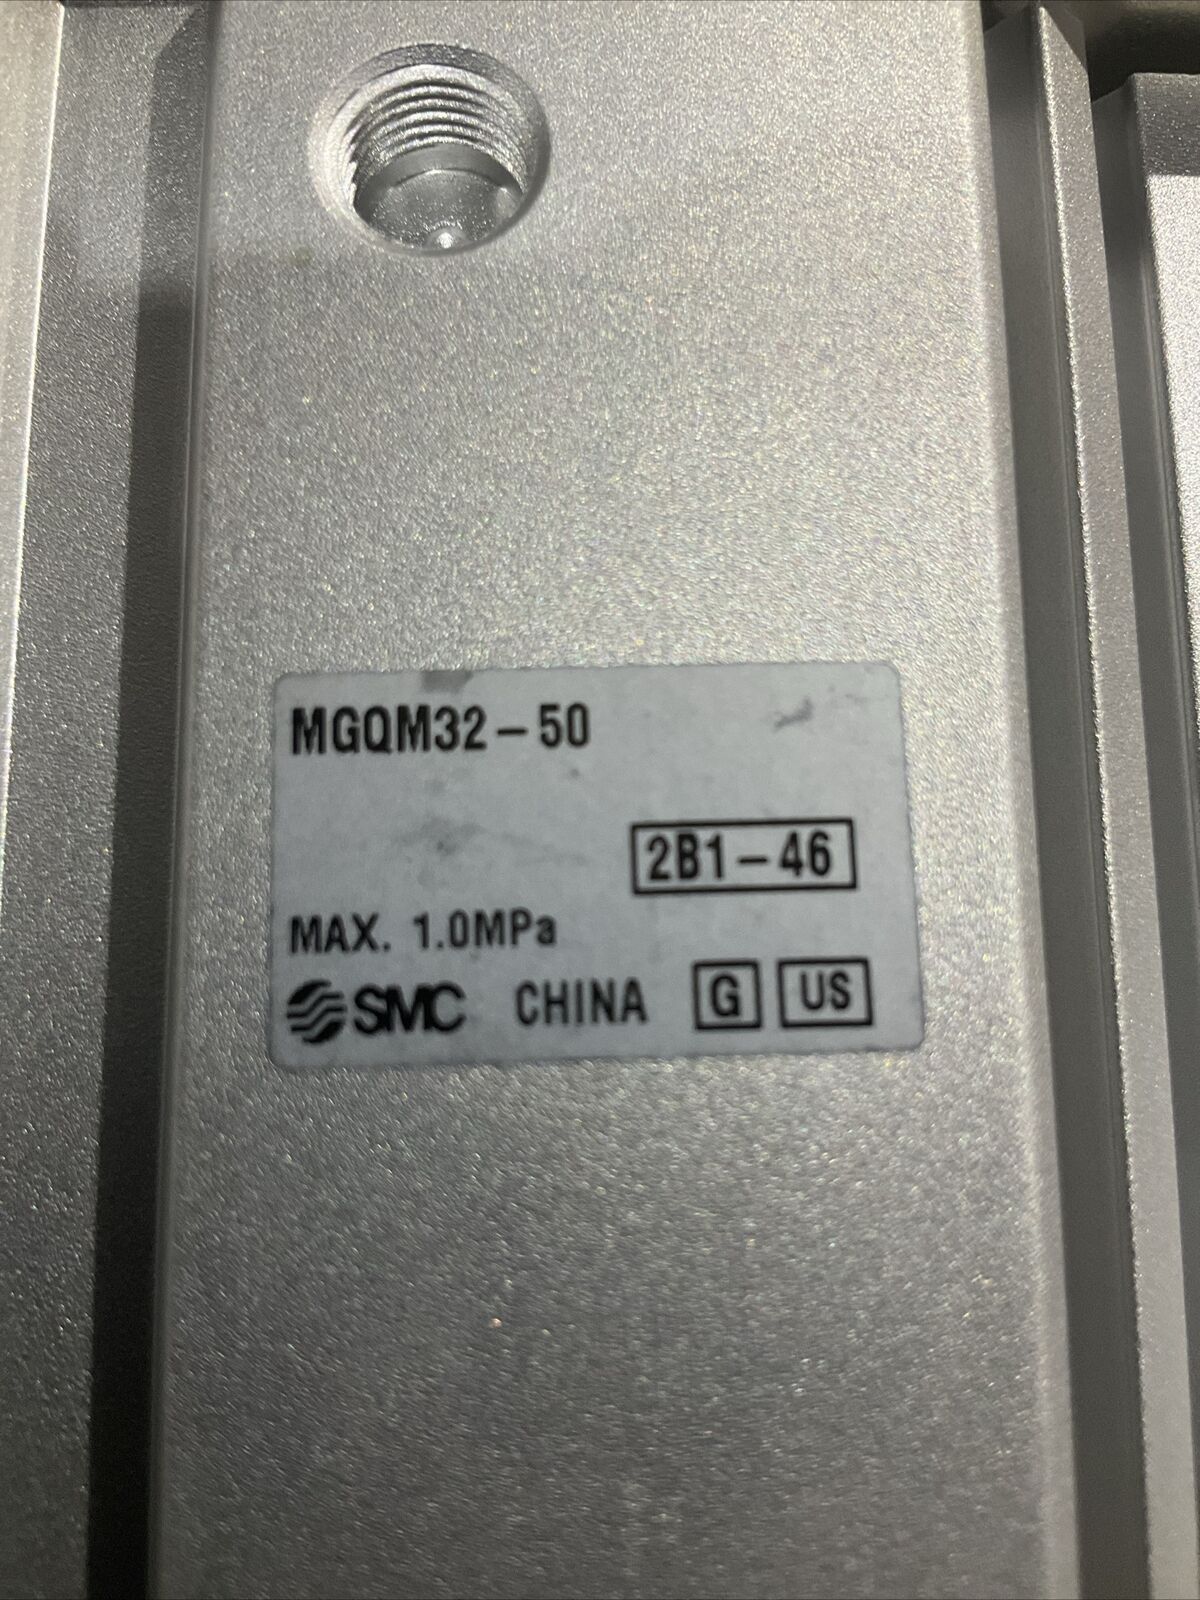 MGQM32-50
2B1-46
MAX. 1.0MPa
SMC CHINA G US